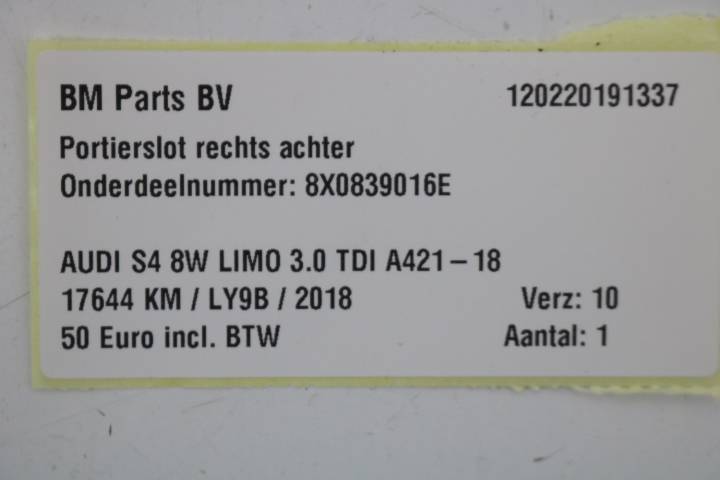 BM Parts BV 120220191337
Portierslot rechts achter
Onderdeelnummer: 8X0839016E
AUDI S4 8W LIMO 3.0 TDI A421-18
17644 KM / LY9B / 2018 Verz: 10
50 Euro incl. BTW Aantal: 1